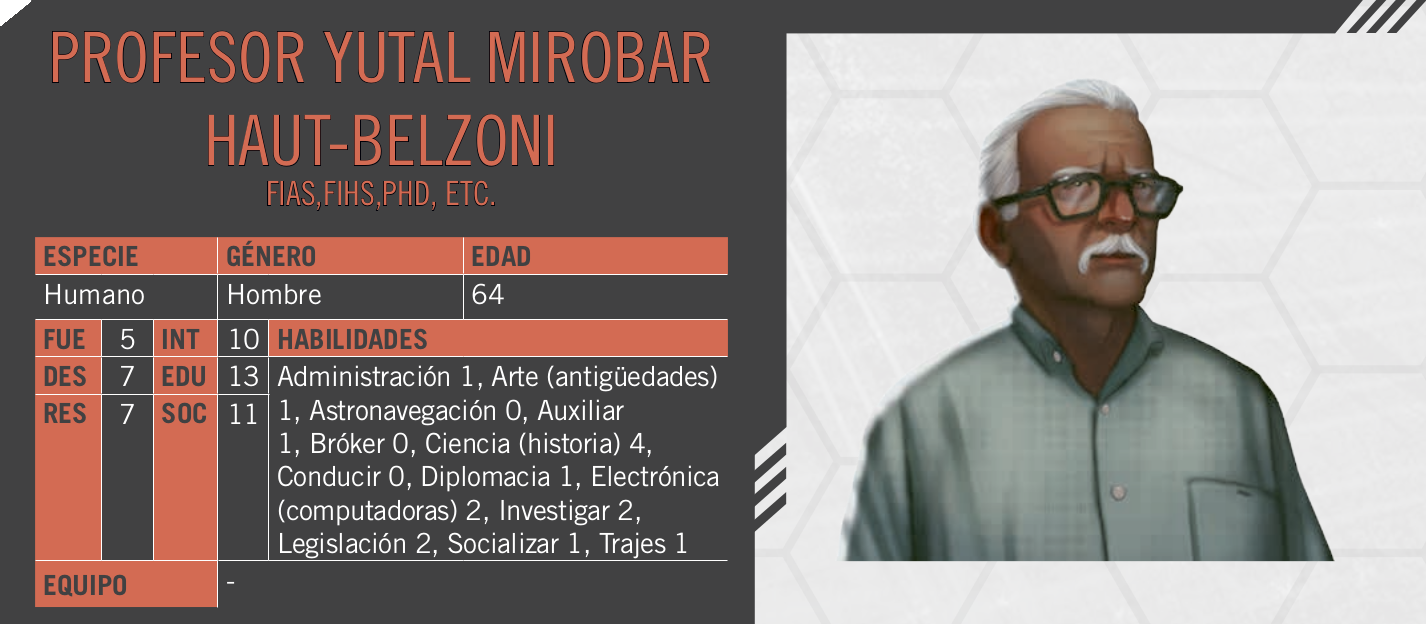 PROFESOR YUTAL MIROBAR
HAUT-BELZONI
FIAS,FIHS,PHD, ETC.
ESPECIE GÉNERO EDAD
Humano Hombre 64
FUE 5 INT 10 HABILIDADES
DES 7 EDU 13 Administración 1, Arte (antigüedades)
RES 7 SOC 11 1, Astronavegación 0, Auxiliar
1, Bróker 0, Ciencia (historia) 4,
Conducir 0, Diplomacia 1, Electrónica
(computadoras) 2, Investigar 2,
Legislación 2, Socializar 1, Trajes 1
EQUIPO -